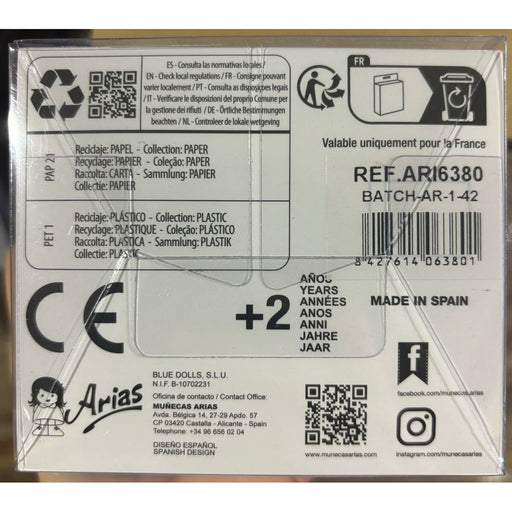 ES - Consulta las normativas locales /
EN - Check local regulations / FR - Consigne pouvant
varier localement / PT - Consulta as disposiçoes legais
/ IT - Verificare le disposizioni del proprio Comune per
la gestione dei rifiuti / DE - Örtliche Bestimmungen
beachten / NL - Controleer de lokale wetgeving
FR
Valable uniquement pour la France
PAP 21
Reciclaje: PAPEL - Collection: PAPER
Recyclage: PAPIER - Coleção: PAPER
Raccolta: CARTA - Sammlung: PAPIER
Collectie: PAPIER
REF.ARI6380
BATCH-AR-1-42
8 427614 063801
PET 1
Reciclaje: PLÁSTICO - Collection: PLASTIC
Recyclage: PLASTIQUE - Coleção: PLÁSTICO
Raccolta: PLASTICA - Sammlung: PLASTIK
Collectie: PLASTIC
CE
+2
AÑOS
YEARS
ANNÉES
ANOS
ANNI
JAHRE
JAAR
MADE IN SPAIN
Arias
BLUE DOLLS, S.L.U.
N.I.F. B-10702231
Oficina de contacto / Contact Office:
MUÑECAS ARIAS
Avda. Bélgica 14, 27-29 Apdo. 57
CP 03420 Castalla - Alicante - Spain
Telephone: +34 96 656 02 04
DISEÑO ESPAÑOL
SPANISH DESIGN
www.munecasarias.com
f
facebook.com/muñecasarias
instagram.com/munecasarias